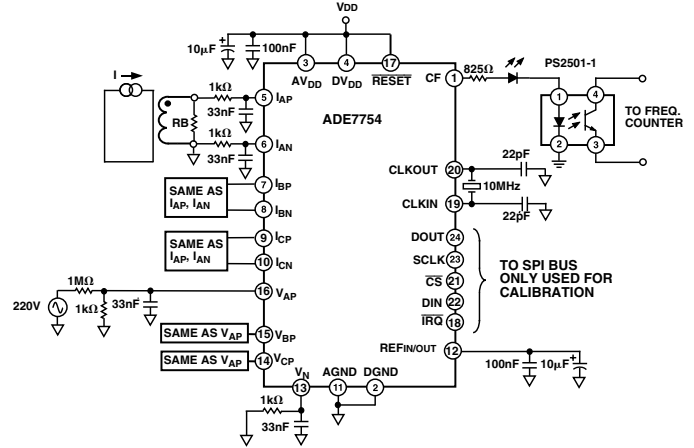 VDD
10µF
+
100nF
3
4
17
AVDD
DVDD
RESET
CF
1
825Ω
PS2501-1
1
4
2
3
TO FREQ.
COUNTER
I
RB
1kΩ
33nF
5
IAP
ADE7754
1kΩ
33nF
6
IAN
SAME AS
IAP, IAN
7
IBP
8
IBN
SAME AS
IAP, IAN
9
ICP
10
ICN
CLKOUT
20
22pF
10MHz
CLKIN
19
22pF
DOUT
24
SCLK
23
CS
21
DIN
22
IRQ
18
TO SPI BUS
ONLY USED FOR
CALIBRATION
220V
1MΩ
1kΩ
33nF
16
VAP
SAME AS VAP
15
VBP
SAME AS VAP
14
VCP
REFIN/OUT
12
100nF
10µF
+
VN
13
AGND
11
DGND
2
1kΩ
33nF